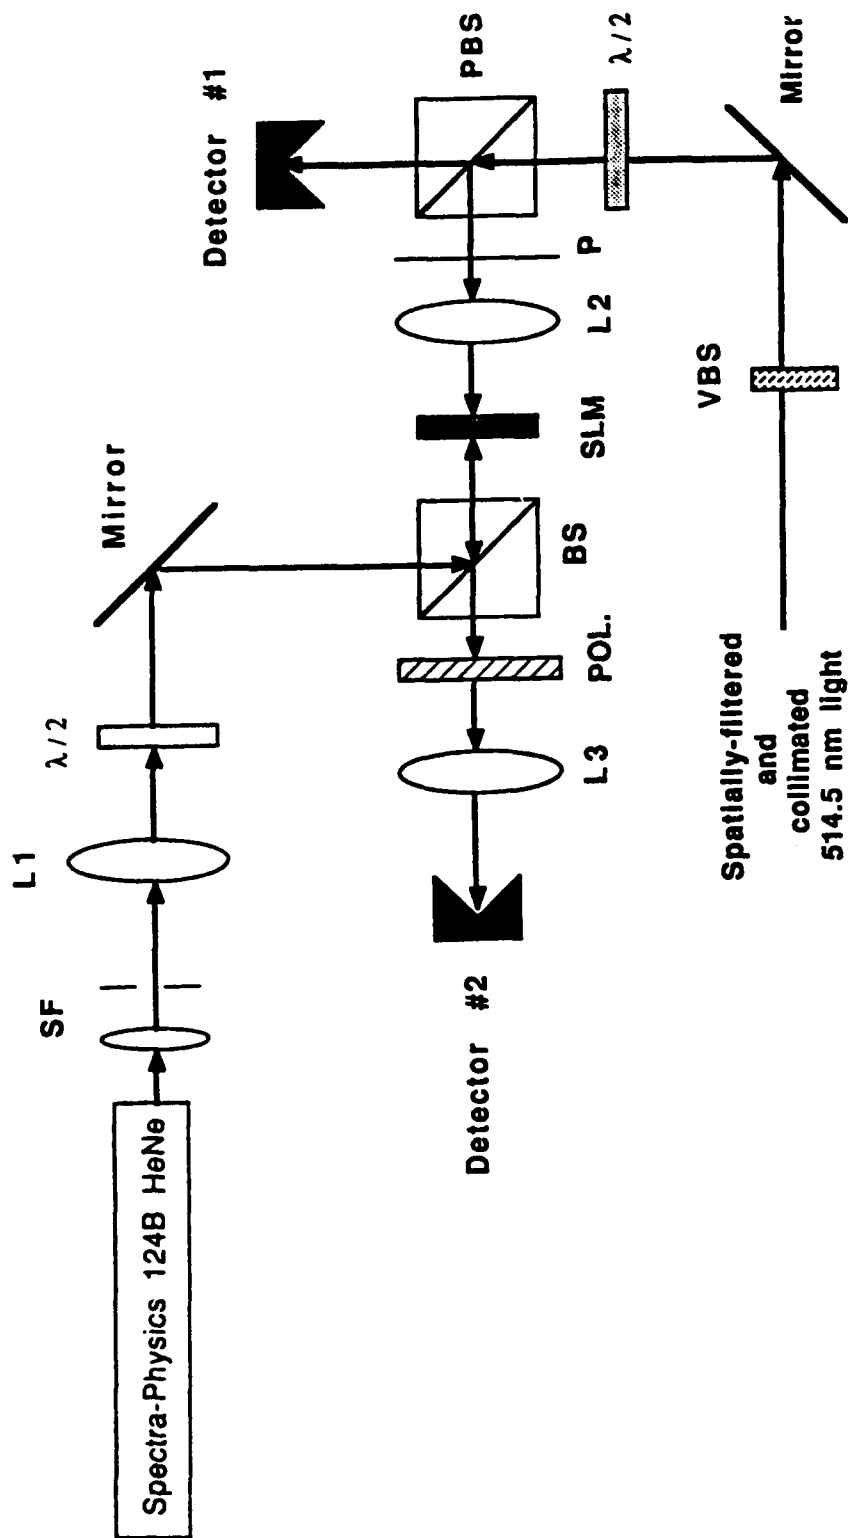 Spectra-Physics 124B HeNe
SF
L1
λ/2
Mirror
Detector #1
PBS
λ/2
Mirror
P
L2
SLM
BS
POL.
L3
Detector #2
VBS
Spatially-filtered
and
collimated
514.5 nm light